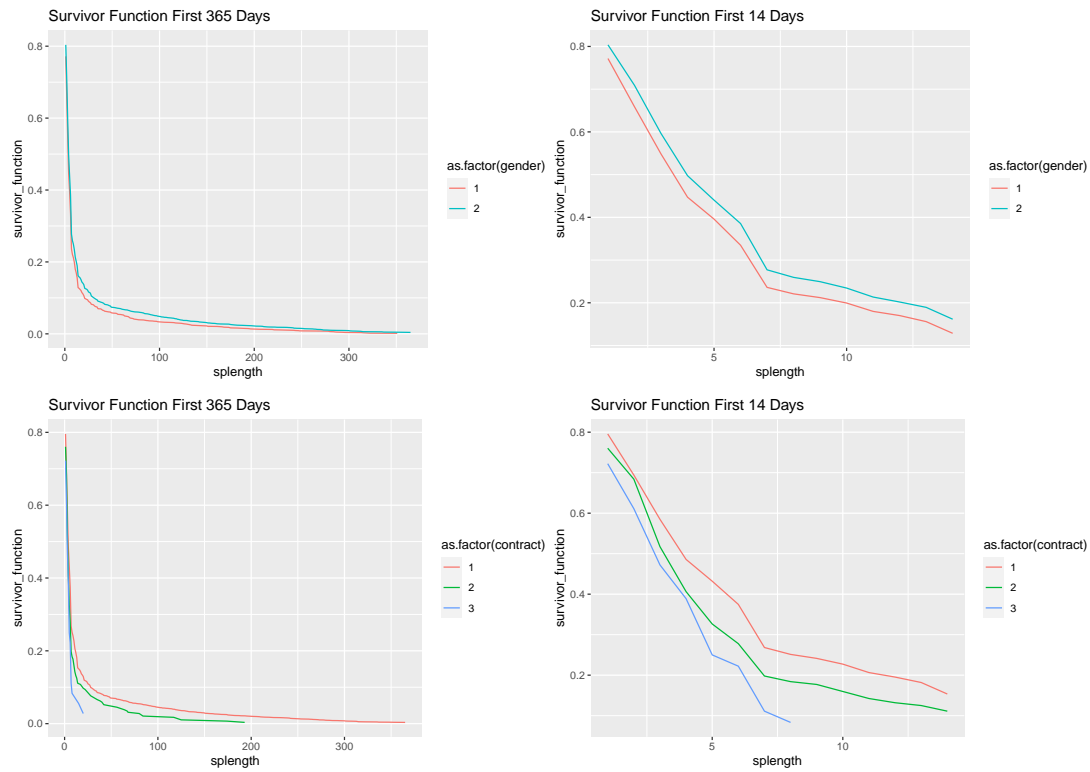 Survivor Function First 365 Days
survivor_function
0.8
0.6
0.4
0.2
0.0
0
100
200
300
splength
as.factor(gender)
1
2
Survivor Function First 14 Days
survivor_function
0.8
0.6
0.4
0.2
5
10
splength
as.factor(gender)
1
2
Survivor Function First 365 Days
survivor_function
0.8
0.6
0.4
0.2
0.0
0
100
200
300
splength
as.factor(contract)
1
2
3
Survivor Function First 14 Days
survivor_function
0.8
0.6
0.4
0.2
5
10
splength
as.factor(contract)
1
2
3